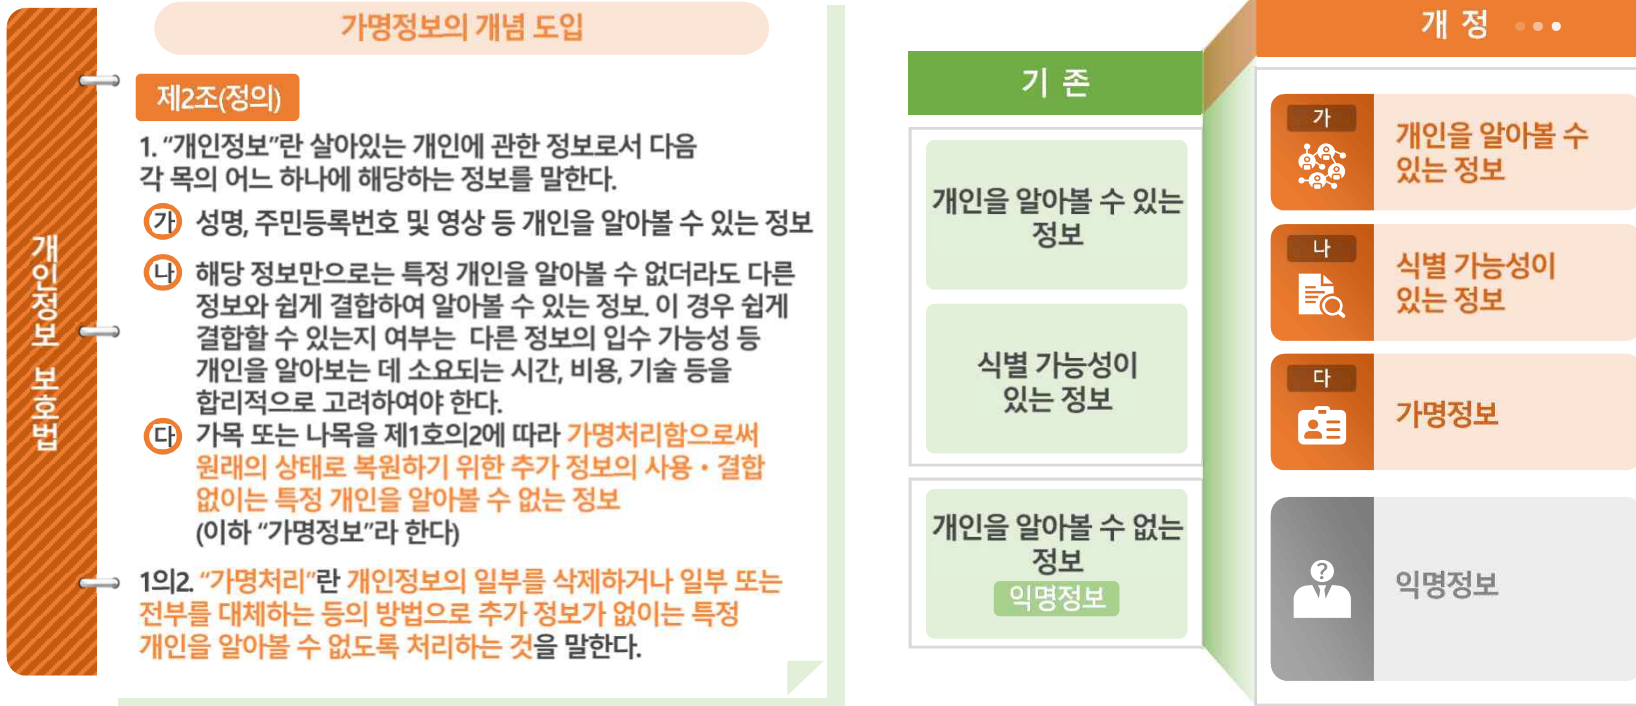 가명정보의 개념 도입
개인정보 보호법
제2조(정의)
1. “개인정보”란 살아있는 개인에 관한 정보로서 다음
각 목의 어느 하나에 해당하는 정보를 말한다.
가 성명, 주민등록번호 및 영상 등 개인을 알아볼 수 있는 정보
나 해당 정보만으로는 특정 개인을 알아볼 수 없더라도 다른
정보와 쉽게 결합하여 알아볼 수 있는 정보. 이 경우 쉽게
결합할 수 있는지 여부는 다른 정보의 입수 가능성 등
개인을 알아보는 데 소요되는 시간, 비용, 기술 등을
합리적으로 고려하여야 한다.
다 가목 또는 나목을 제1호의2에 따라 가명처리함으로써
원래의 상태로 복원하기 위한 추가 정보의 사용・결합
없이는 특정 개인을 알아볼 수 없는 정보
(이하 “가명정보”라 한다)
1의2. “가명처리”란 개인정보의 일부를 삭제하거나 일부 또는
전부를 대체하는 등의 방법으로 추가 정보가 없이는 특정
개인을 알아볼 수 없도록 처리하는 것을 말한다.
기 존
개인을 알아볼 수 있는
정보
식별 가능성이
있는 정보
개인을 알아볼 수 없는
정보
익명정보
개 정
가
개인을 알아볼 수
있는 정보
나
식별 가능성이
있는 정보
다
가명정보
?
익명정보